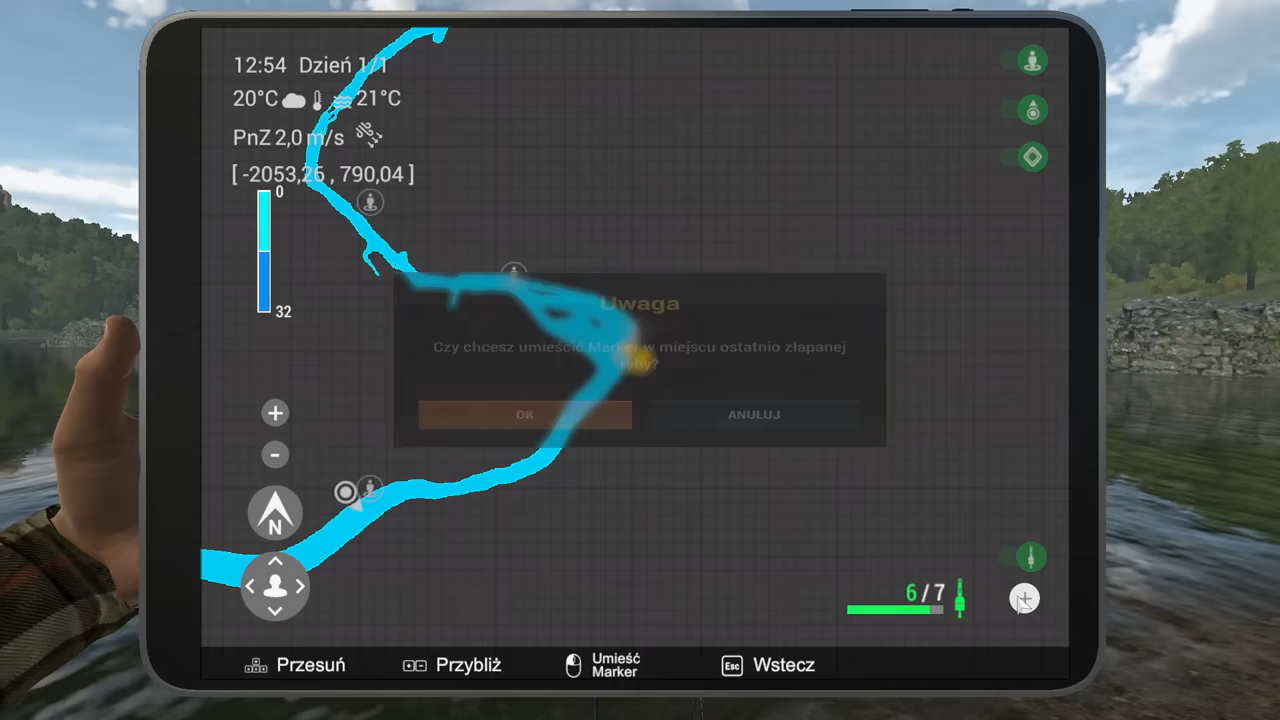 12:54 Dzień 1/1
20°C 21°C
PnZ 2,0 m/s
[ -2053,26 , 790,04 ]
0
32
Uwaga
Czy chcesz umieścić Marker w miejscu ostatnio złapanej
ryby?
OK ANULUJ
+
-
N
6/7
Przesuń
Przybliż
Umieść
Marker
Esc Wstecz